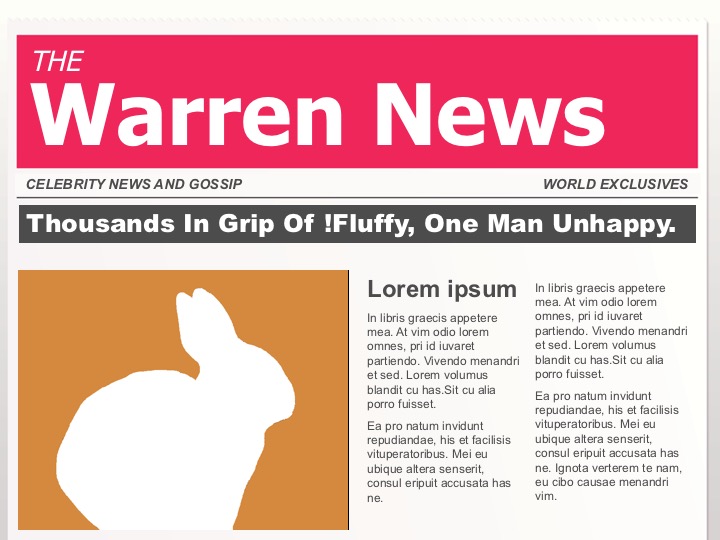 THE
Warren News
CELEBRITY NEWS AND GOSSIP
WORLD EXCLUSIVES
Thousands In Grip Of !Fluffy, One Man Unhappy.
Lorem ipsum
In libris graecis appetere
mea. At vim odio lorem
omnes, pri id iuvaret
partiendo. Vivendo menandri
et sed. Lorem volumus
blandit cu has.Sit cu alia
porro fuisset.
Ea pro natum invidunt
repudiandae, his et facilisis
vituperatoribus. Mei eu
ubique altera senserit,
consul eripuit accusata has
ne.
In libris graecis appetere
mea. At vim odio lorem
omnes, pri id iuvaret
partiendo. Vivendo menandri
et sed. Lorem volumus
blandit cu has.Sit cu alia
porro fuisset.
Ea pro natum invidunt
repudiandae, his et facilisis
vituperatoribus. Mei eu
ubique altera senserit,
consul eripuit accusata has
ne. Ignota verterem te nam,
eu cibo causae menandri
vim.